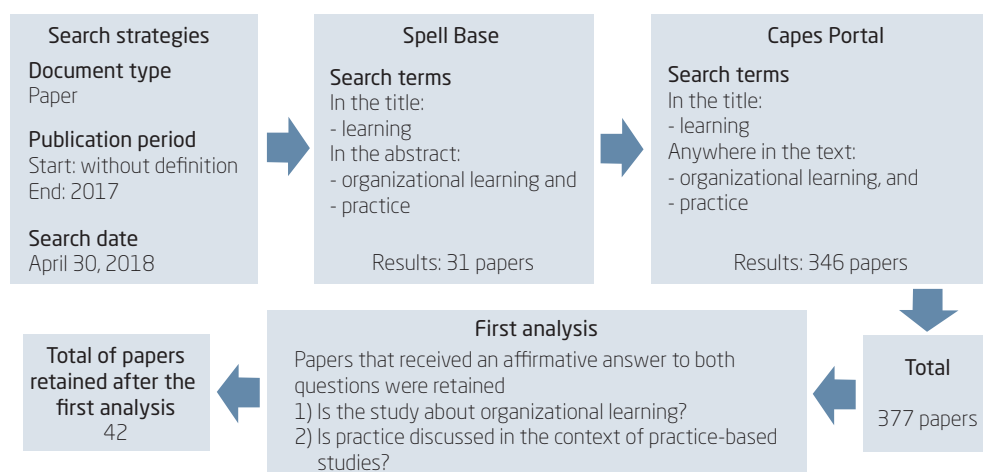 Search strategies
Document type
Paper
Publication period
Start: without definition
End: 2017
Search date
April 30, 2018
Spell Base
Search terms
In the title:
- learning
In the abstract:
- organizational learning and
- practice
Results: 31 papers
Capes Portal
Search terms
In the title:
- learning
Anywhere in the text:
- organizational learning, and
- practice
Results: 346 papers
Total
377 papers
First analysis
Papers that received an affirmative answer to both
questions were retained
1) Is the study about organizational learning?
2) Is practice discussed in the context of practice-based
studies?
Total of papers
retained after the
first analysis
42